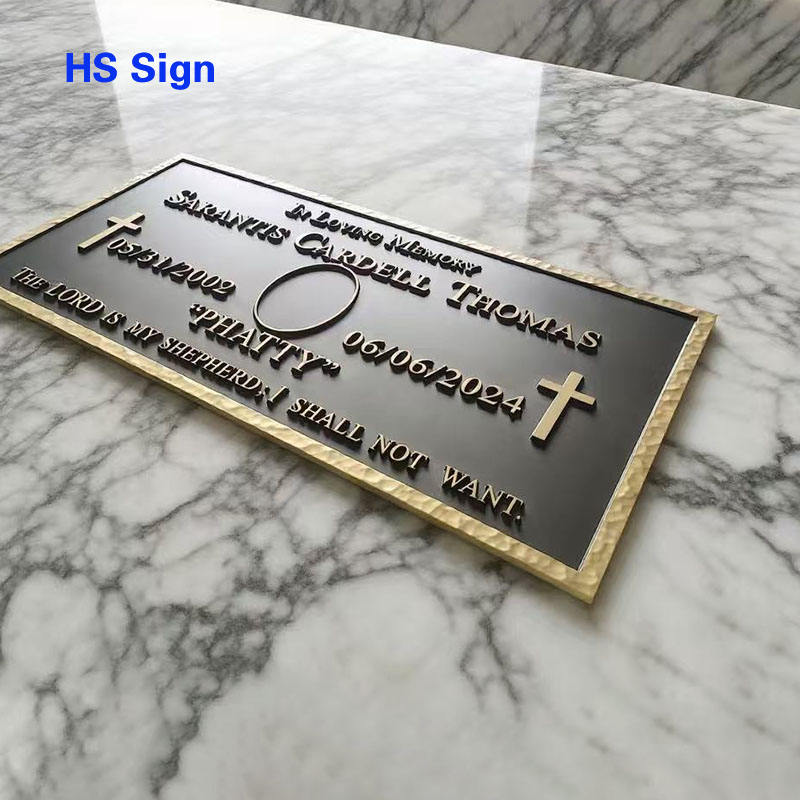 HS Sign
In Loving Memory
Sarantis Cardell Thomas
05/31/2002
06/06/2024
"PHATTY"
The LORD is my shepherd; I shall not want.